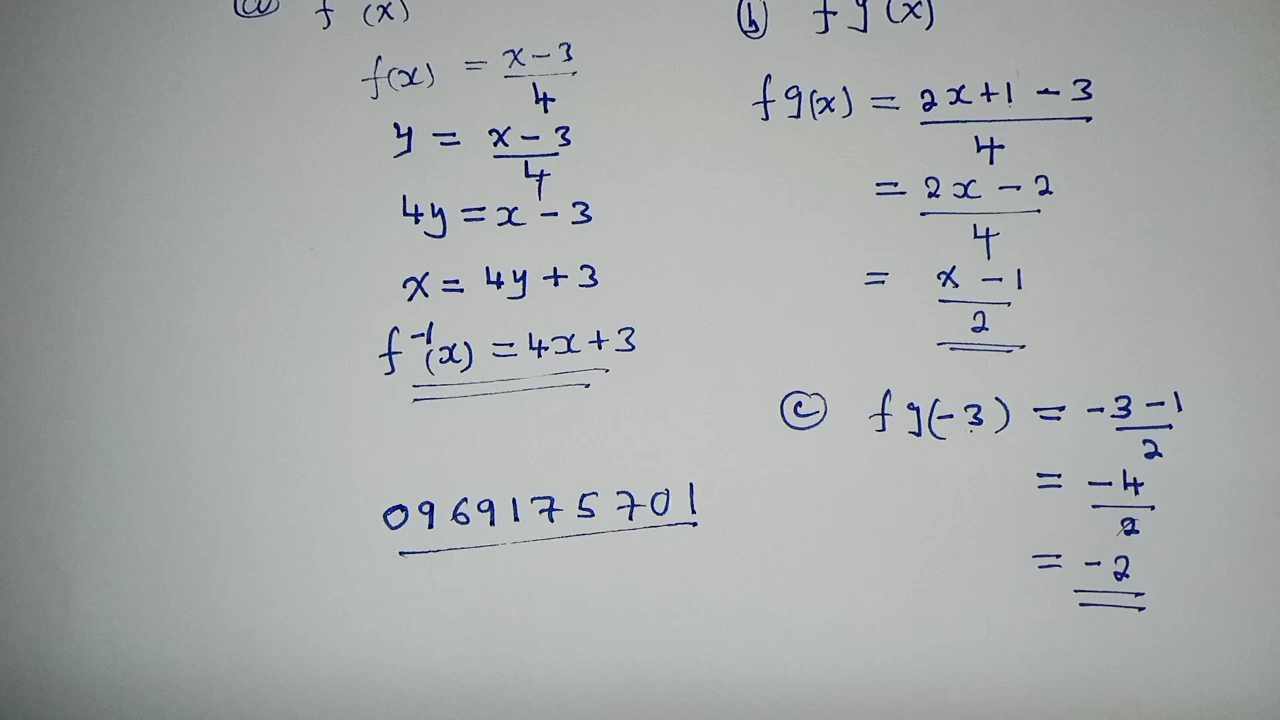 (a) f (x)
f(x) = x-3/4
y = x-3/4
4y = x-3
x = 4y+3
f⁻¹(x) = 4x+3
0969175701
(b) fg(x)
fg(x) = 2x+1-3/4
= 2x-2/4
= x-1/2
(c) fg(-3) = -3-1/2
= -4/2
= -2